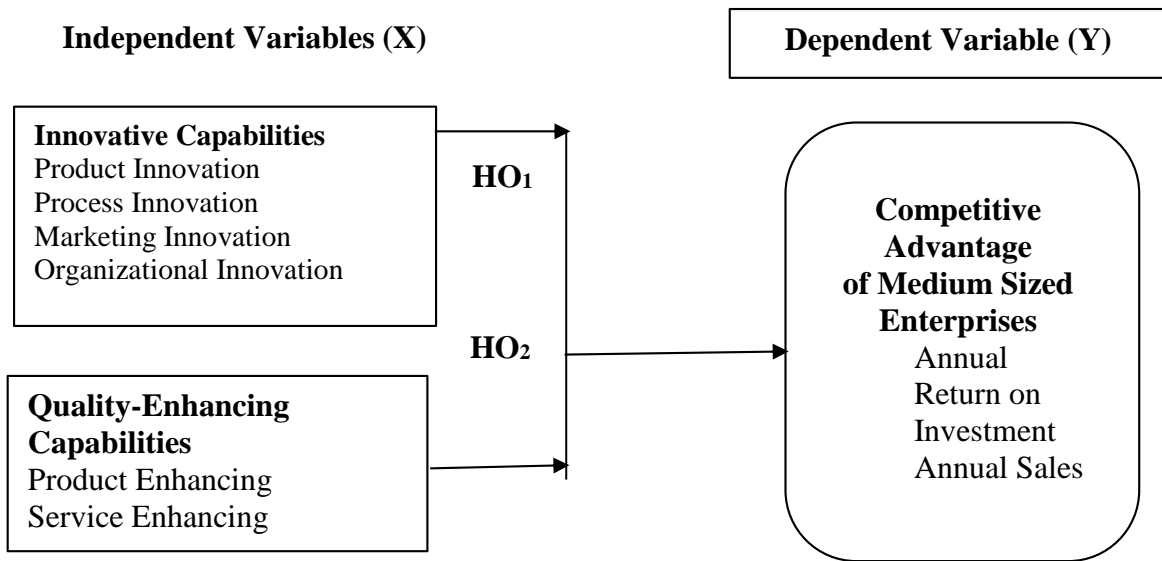 Independent Variables (X)
Dependent Variable (Y)
Innovative Capabilities
Product Innovation
Process Innovation
Marketing Innovation
Organizational Innovation
HO1
HO2
Quality-Enhancing
Capabilities
Product Enhancing
Service Enhancing
Competitive
Advantage
of Medium Sized
Enterprises
Annual
Return on
Investment
Annual Sales